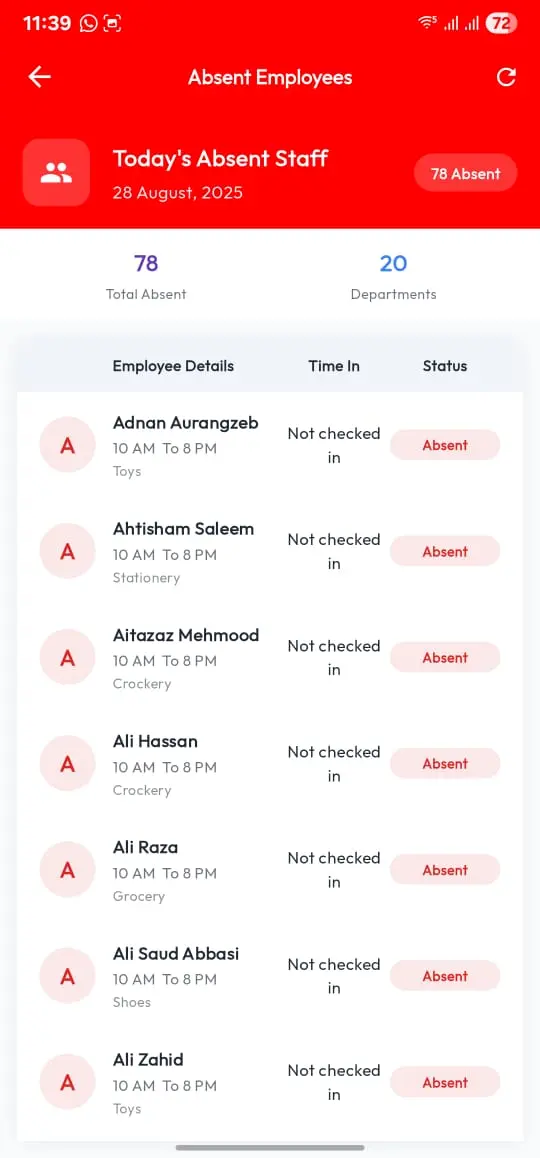 11:39
72
Absent Employees
Today's Absent Staff
28 August, 2025
78 Absent
78
Total Absent
20
Departments
Employee Details
Time In
Status
A
Adnan Aurangzeb
10 AM To 8 PM
Toys
Not checked
in
Absent
A
Ahtisham Saleem
10 AM To 8 PM
Stationery
Not checked
in
Absent
A
Aitazaz Mehmood
10 AM To 8 PM
Crockery
Not checked
in
Absent
A
Ali Hassan
10 AM To 8 PM
Crockery
Not checked
in
Absent
A
Ali Raza
10 AM To 8 PM
Grocery
Not checked
in
Absent
A
Ali Saud Abbasi
10 AM To 8 PM
Shoes
Not checked
in
Absent
A
Ali Zahid
10 AM To 8 PM
Toys
Not checked
in
Absent